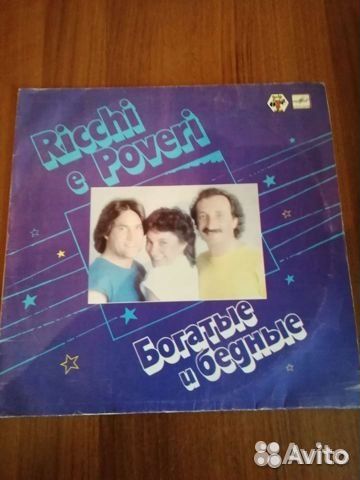 Ricchi
e Poveri
Богатые
и бедные
Avito